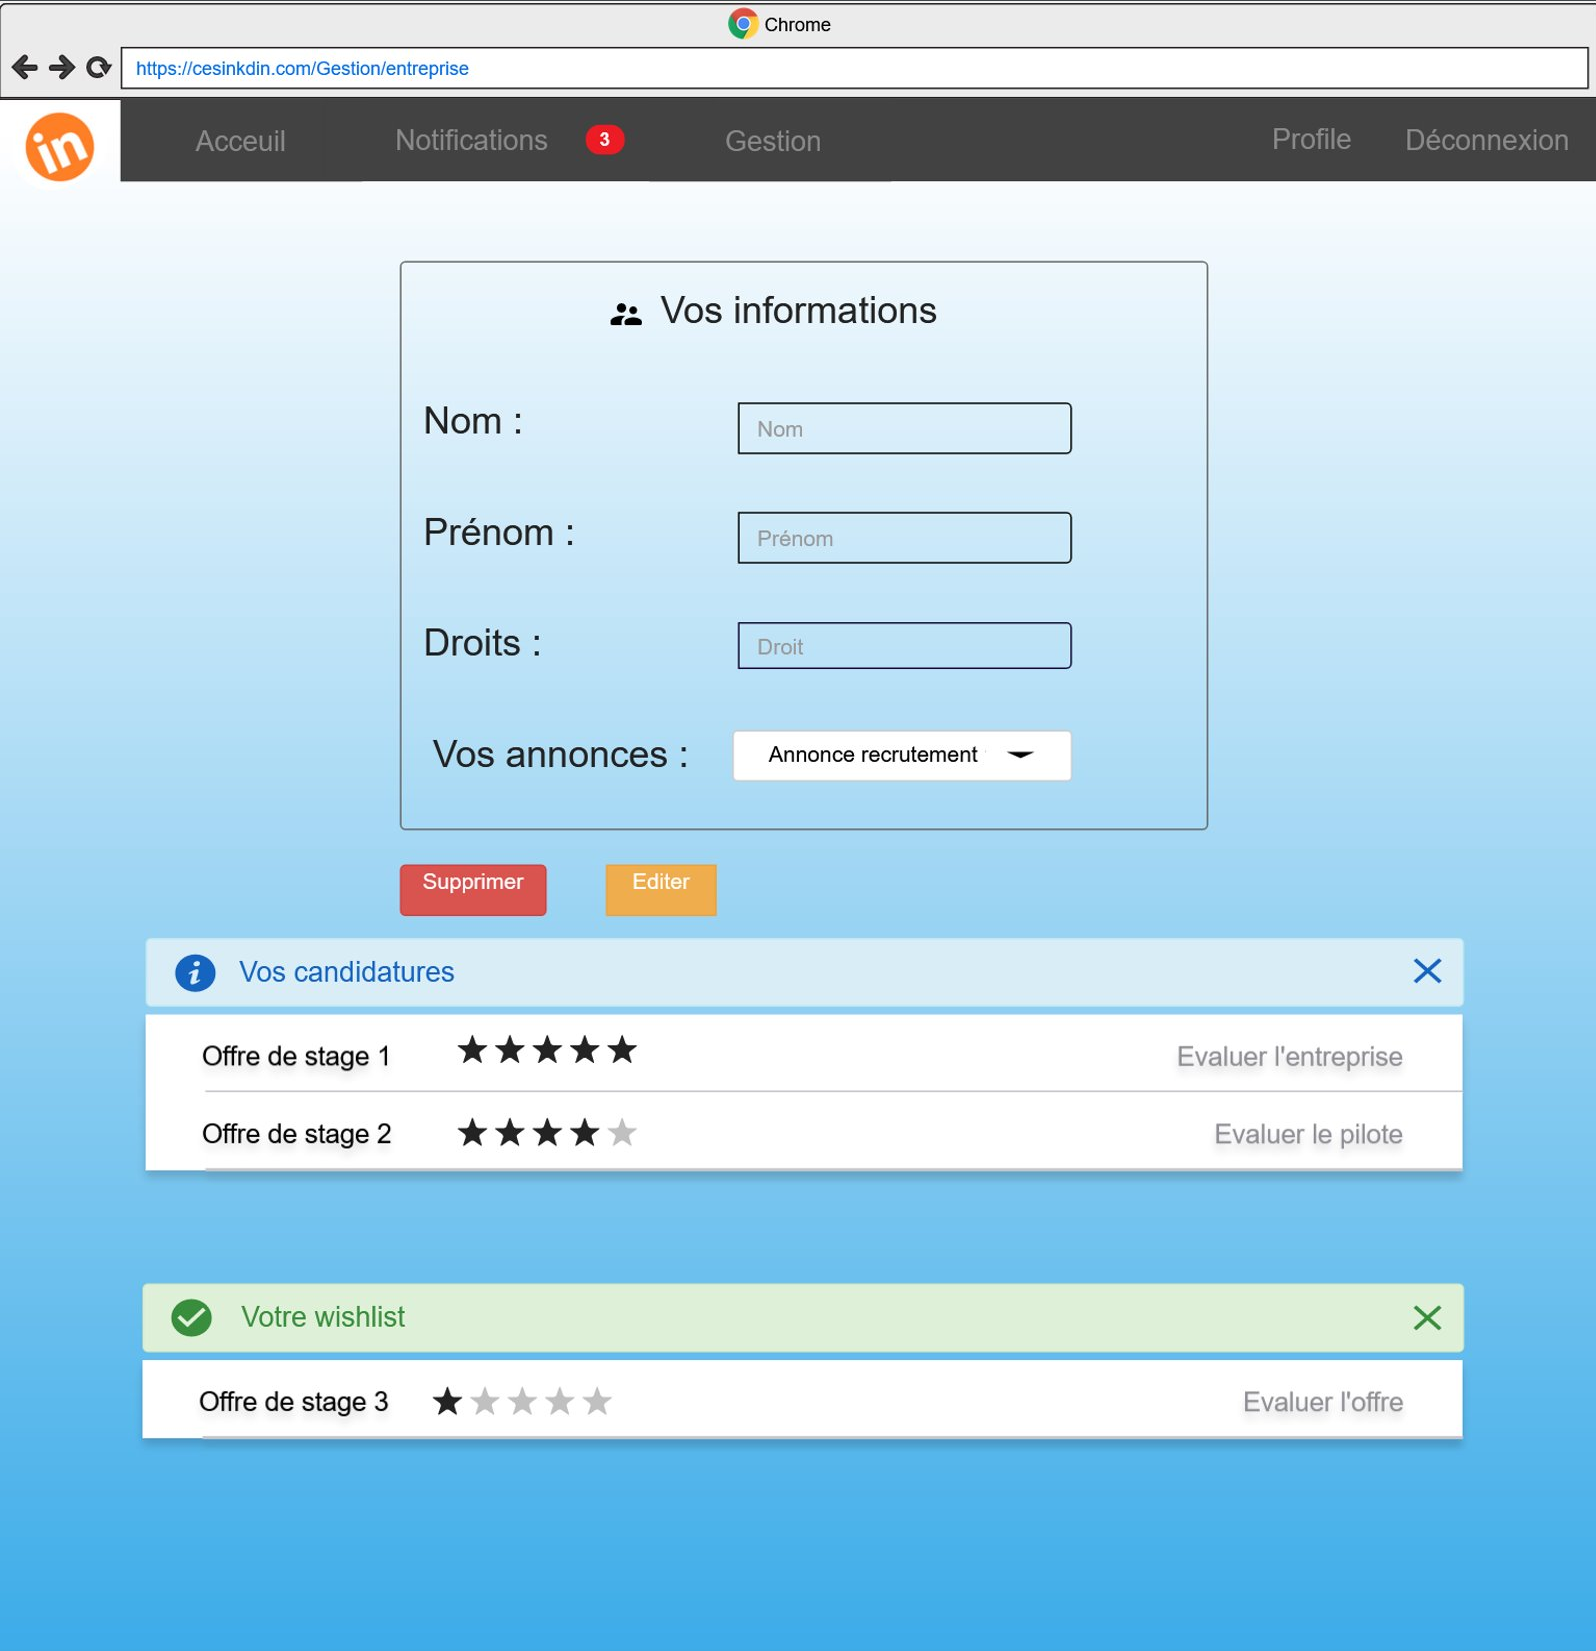 Chrome
https://cesinkdin.com/Gestion/entreprise
in
Acceuil
Notifications 3
Gestion
Profile
Déconnexion
Vos informations
Nom : Nom
Prénom : Prénom
Droits : Droit
Vos annonces : Annonce recrutement
Supprimer
Editer
i Vos candidatures
Offre de stage 1
Evaluer l'entreprise
Offre de stage 2
Evaluer le pilote
Votre wishlist
Offre de stage 3
Evaluer l'offre